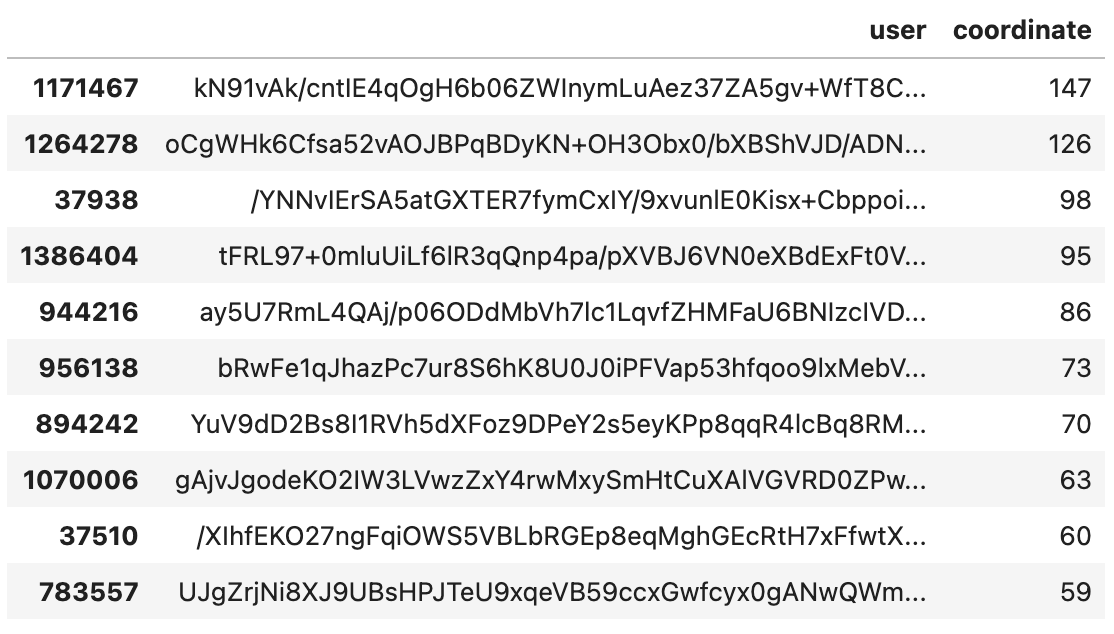 user coordinate
1171467 kN91vAk/cntIE4qOgH6b06ZWInymLuAez37ZA5gv+WfT8C... 147
1264278 oCgWHk6Cfsa52vAOJBPqBDyKN+OH3Obx0/bXBShVJD/ADN... 126
37938 /YNNvIErSA5atGXTER7fymCxIY/9xvunlE0Kisx+Cbppoi... 98
1386404 tFRL97+0mluUiLf6lR3qQnp4pa/pXVBJ6VN0eXBdExFt0V... 95
944216 ay5U7RmL4QAj/p06ODdMbVh7lc1LqvfZHMFaU6BNIzcIVD... 86
956138 bRwFe1qJhazPc7ur8S6hK8U0J0iPFVap53hfqoo9lxMebV... 73
894242 YuV9dD2Bs8I1RVh5dXFoz9DPeY2s5eyKPp8qqR4lcBq8RM... 70
1070006 gAjvJgodeKO2IW3LVwzZxY4rwMxySmHtCuXAlVGVRD0ZPw... 63
37510 /XIhfEKO27ngFqiOWS5VBLbRGEp8eqMghGEcRtH7xFfwtX... 60
783557 UJgZrjNi8XJ9UBsHPJTeU9xqeVB59ccxGwfcyx0gANwQWm... 59